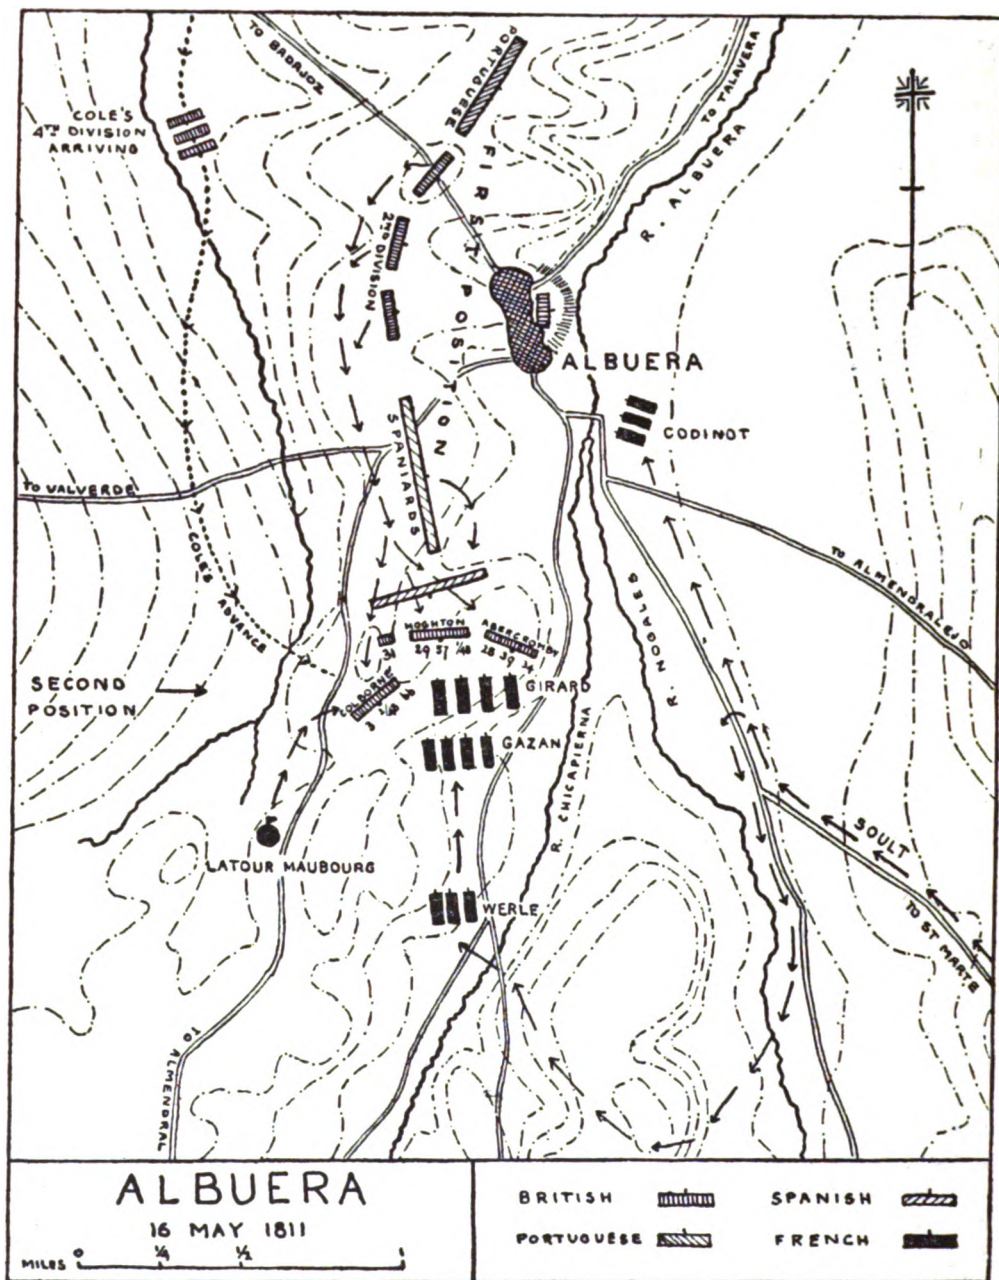 TO BADAJOZ
PORTUGUESE
TO TALAVERA
COLE'S
4TH DIVISION
ARRIVING
R. ALBUERA
FIRST POSITION
2ND DIVISION
ALBUERA
SPANIARDS
GODINOT
TO VALVERDE
COLE'S ADVANCE
TO ALMENDRALEJO
R. NOGALES
HOGHTON
ABERCROMBY
31
29 57 1/48
28 39 34
SECOND
POSITION
COLBORNE
3 2/48 66
GIRARD
GAZAN
R. CHICAPIERNA
SOULT
LATOUR MAUBOURG
WERLE
TO ST MARTE
TO ALMENDRAL
ALBUERA
16 MAY 1811
MILES 0 1/4 1/2 1
BRITISH
SPANISH
PORTUGUESE
FRENCH